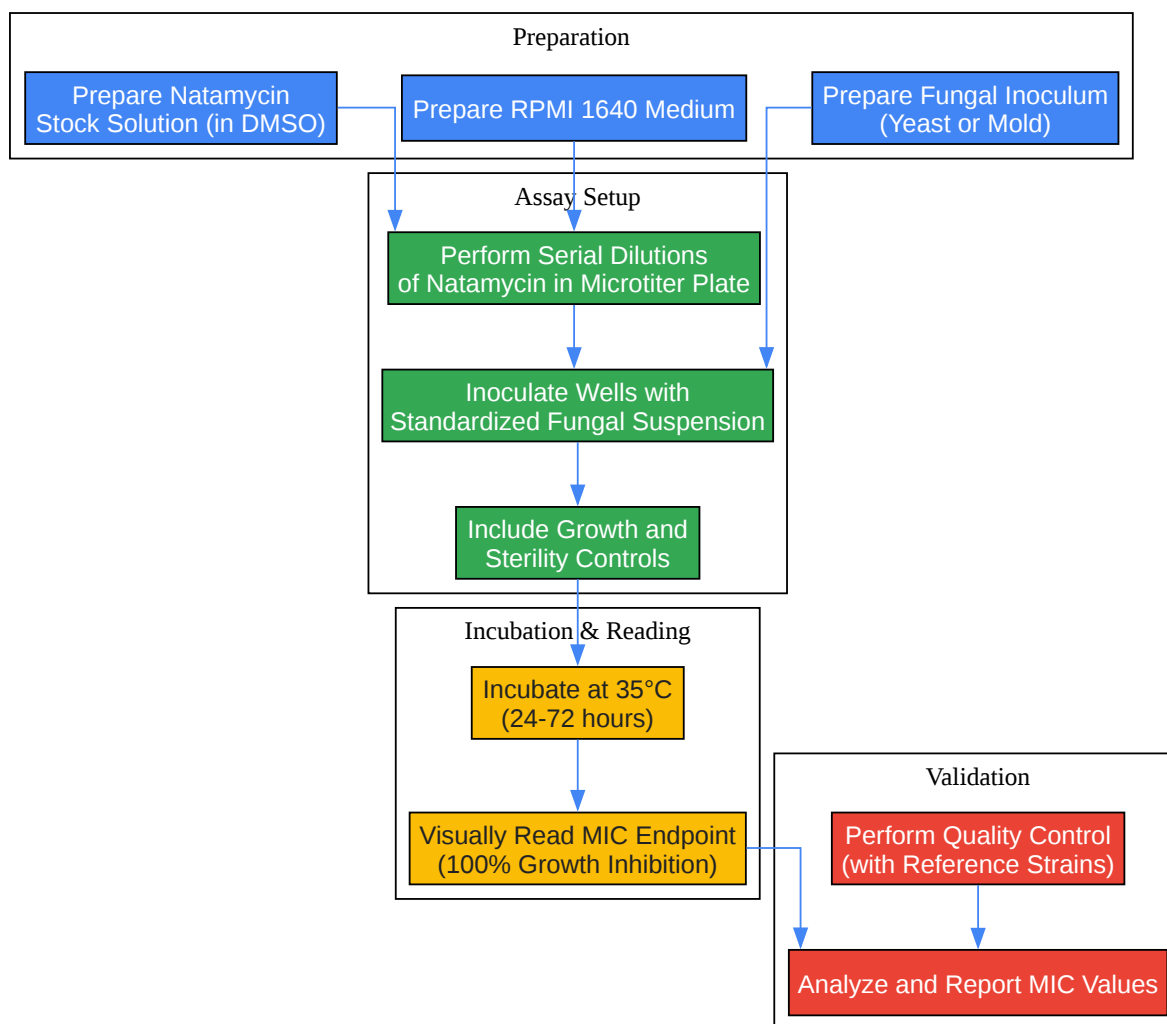 Preparation
Prepare Natamycin
Stock Solution (in DMSO)
Prepare RPMI 1640 Medium
Prepare Fungal Inoculum
(Yeast or Mold)
Assay Setup
Perform Serial Dilutions
of Natamycin in Microtiter Plate
Inoculate Wells with
Standardized Fungal Suspension
Include Growth and
Sterility Controls
Incubation & Reading
Incubate at 35°C
(24-72 hours)
Visually Read MIC Endpoint
(100% Growth Inhibition)
Validation
Perform Quality Control
(with Reference Strains)
Analyze and Report MIC Values